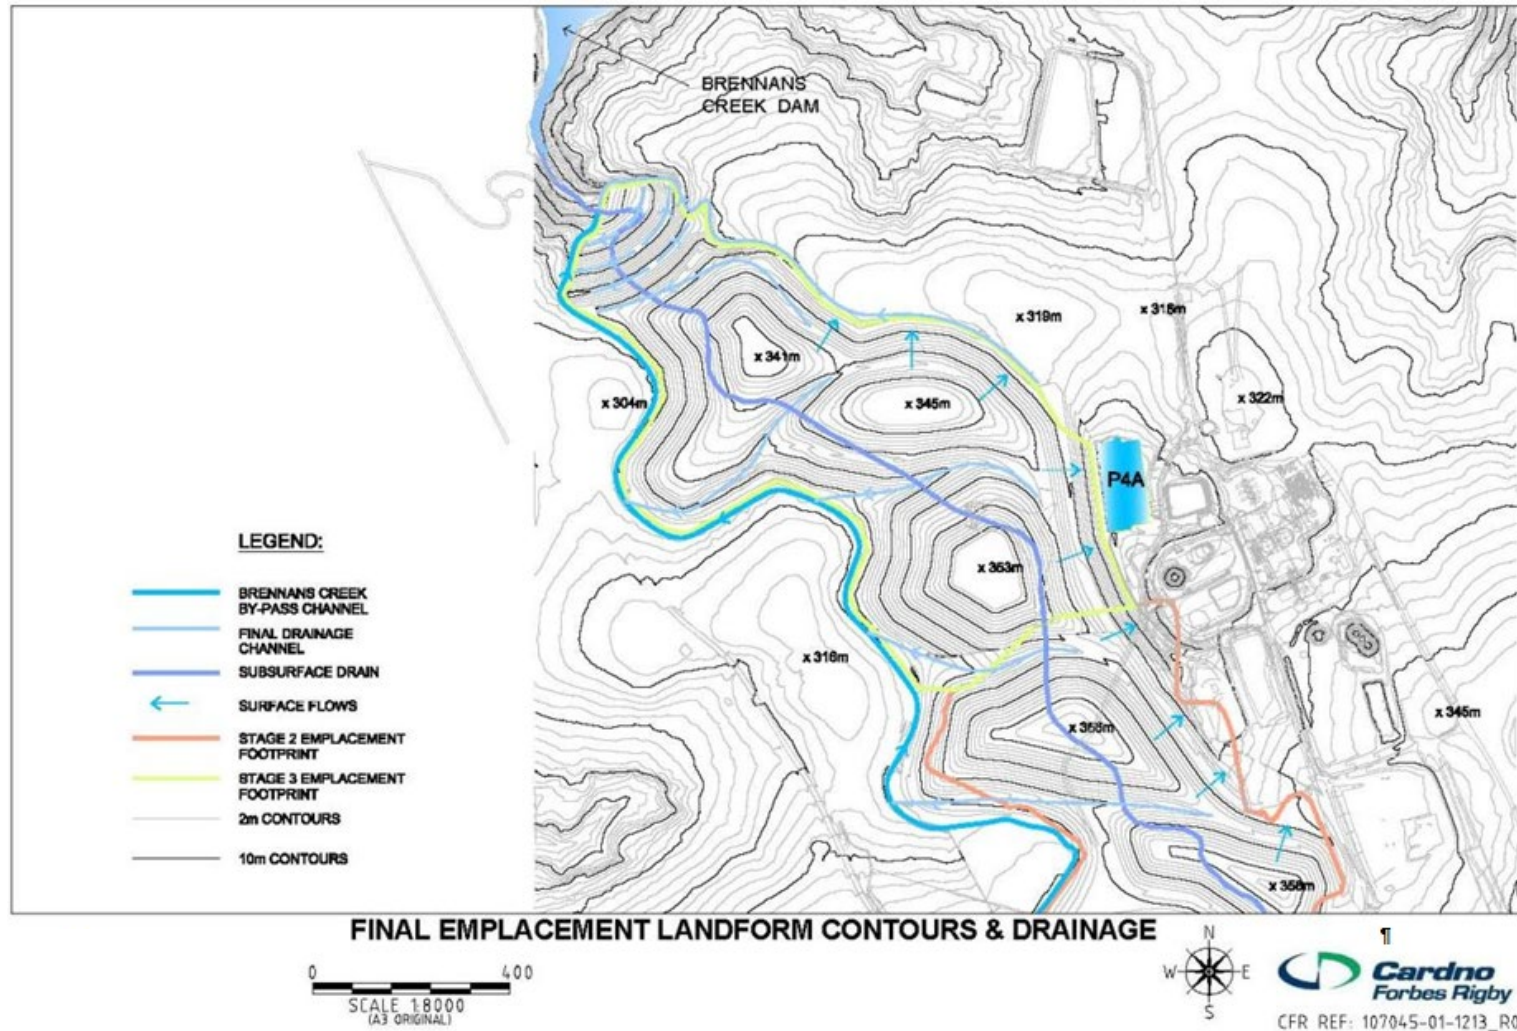 BRENNANS
CREEK DAM
x 319m
x 318m
x 341m
x 304m
x 345m
x 322m
P4A
x 353m
x 316m
x 345m
x 358m
LEGEND:
BRENNANS CREEK
BY-PASS CHANNEL
FINAL DRAINAGE
CHANNEL
SUBSURFACE DRAIN
SURFACE FLOWS
STAGE 2 EMPLACEMENT
FOOTPRINT
STAGE 3 EMPLACEMENT
FOOTPRINT
2m CONTOURS
10m CONTOURS
FINAL EMPLACEMENT LANDFORM CONTOURS & DRAINAGE
0 400
SCALE 1:8000
(A3 ORIGINAL)
N
W E
S
¶
Cardno
Forbes Rigby
CFR REF: 107045-01-1213_R0